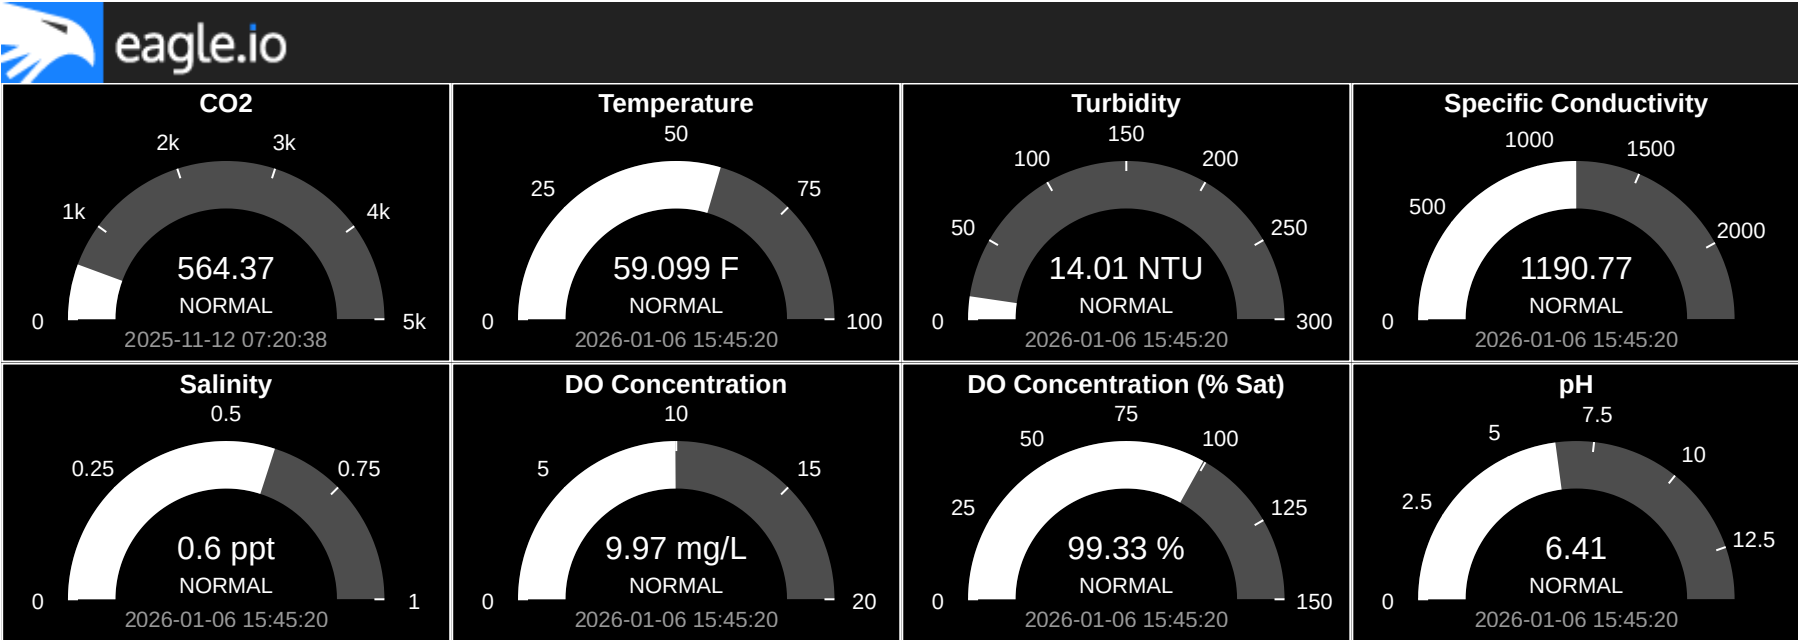 eagle.io
CO2
0
1k
2k
3k
4k
5k
564.37
NORMAL
2025-11-12 07:20:38
Temperature
0
25
50
75
100
59.099 F
NORMAL
2026-01-06 15:45:20
Turbidity
0
50
100
150
200
250
300
14.01 NTU
NORMAL
2026-01-06 15:45:20
Specific Conductivity
0
500
1000
1500
2000
1190.77
NORMAL
2026-01-06 15:45:20
Salinity
0
0.25
0.5
0.75
1
0.6 ppt
NORMAL
2026-01-06 15:45:20
DO Concentration
0
5
10
15
20
9.97 mg/L
NORMAL
2026-01-06 15:45:20
DO Concentration (% Sat)
0
25
50
75
100
125
150
99.33 %
NORMAL
2026-01-06 15:45:20
pH
0
2.5
5
7.5
10
12.5
6.41
NORMAL
2026-01-06 15:45:20